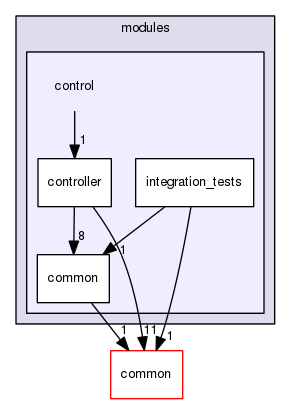 modules
control
1
controller
integration_tests
8
1
common
1
11
1
common